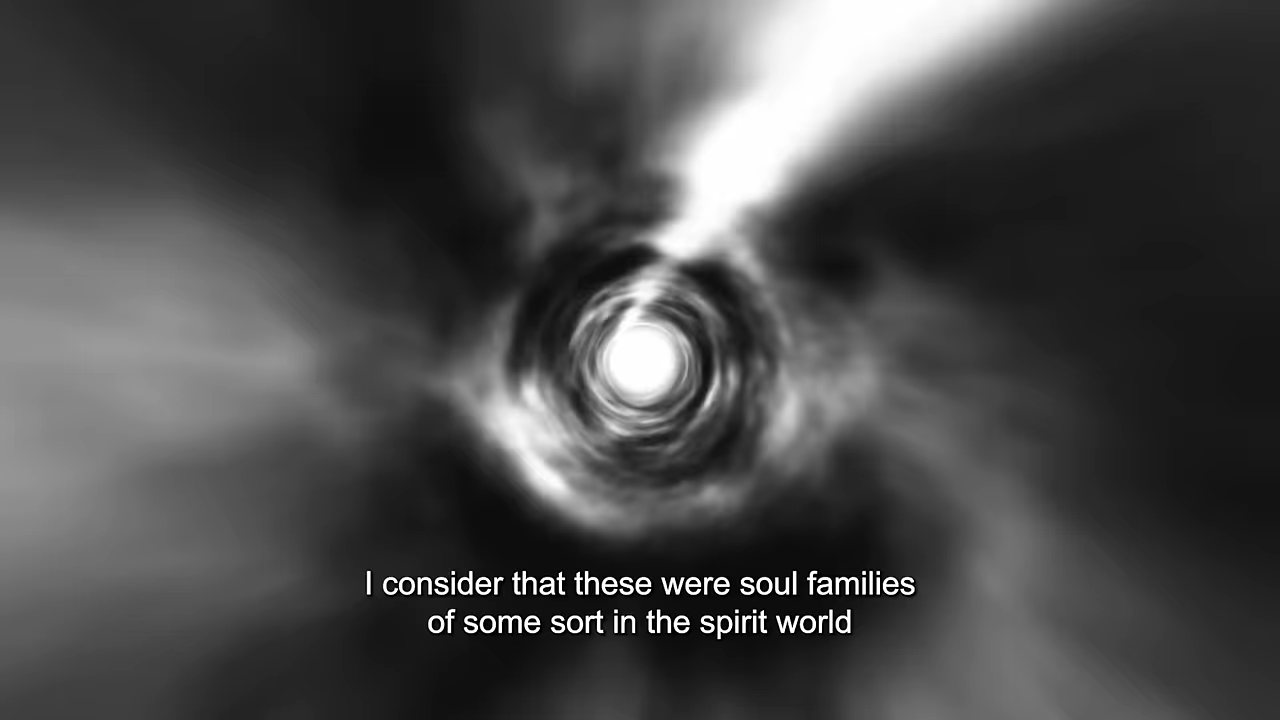 I consider that these were soul families
of some sort in the spirit world